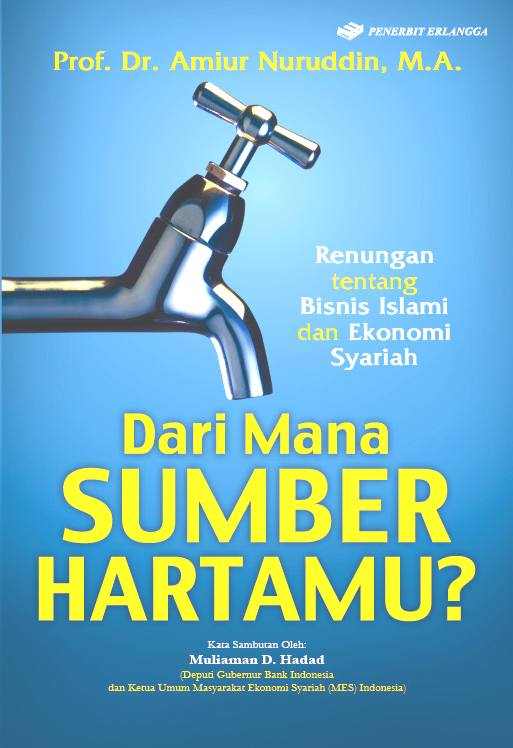 PENERBIT ERLANGGA
Prof. Dr. Amiur Nuruddin, M.A.
Renungan
tentang
Bisnis Islami
dan Ekonomi
Syariah
Dari Mana
SUMBER
HARTAMU?
Kata Sambutan Oleh:
Muliaman D. Hadad
(Deputi Gubernur Bank Indonesia
dan Ketua Umum Masyarakat Ekonomi Syariah (MES) Indonesia)